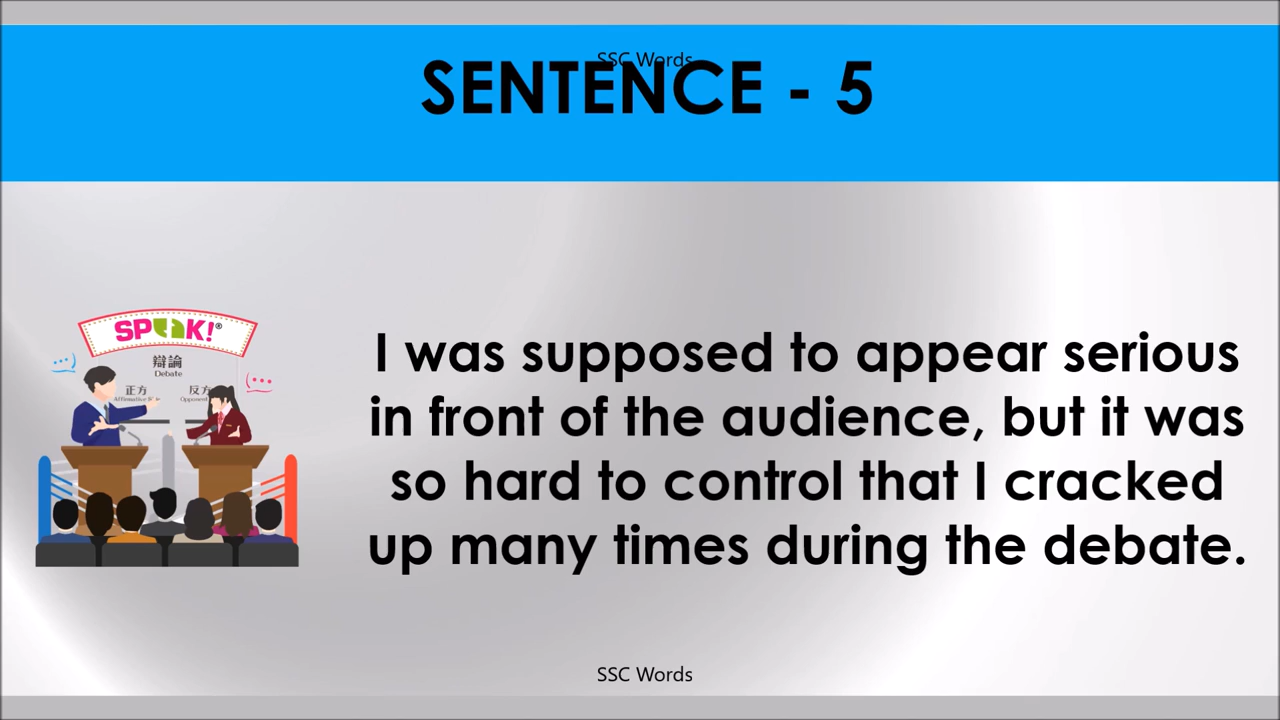 SSC Words
SENTENCE - 5
SPEAK!®
辯論
Debate
正方
反方
I was supposed to appear serious
in front of the audience, but it was
so hard to control that I cracked
up many times during the debate.
SSC Words